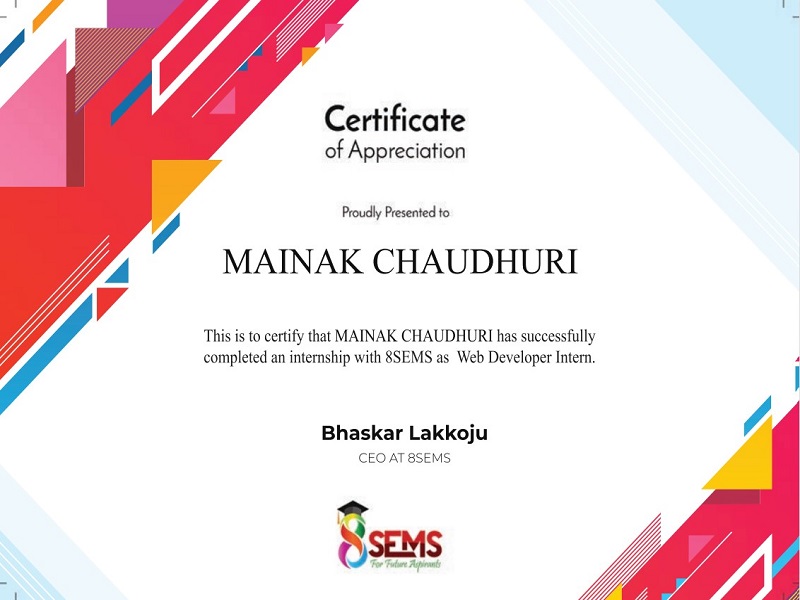 Certificate
of Appreciation
Proudly Presented to
MAINAK CHAUDHURI
This is to certify that MAINAK CHAUDHURI has successfully
completed an internship with 8SEMS as  Web Developer Intern.
Bhaskar Lakkoju
CEO AT 8SEMS
8SEMS
For Future Aspirants